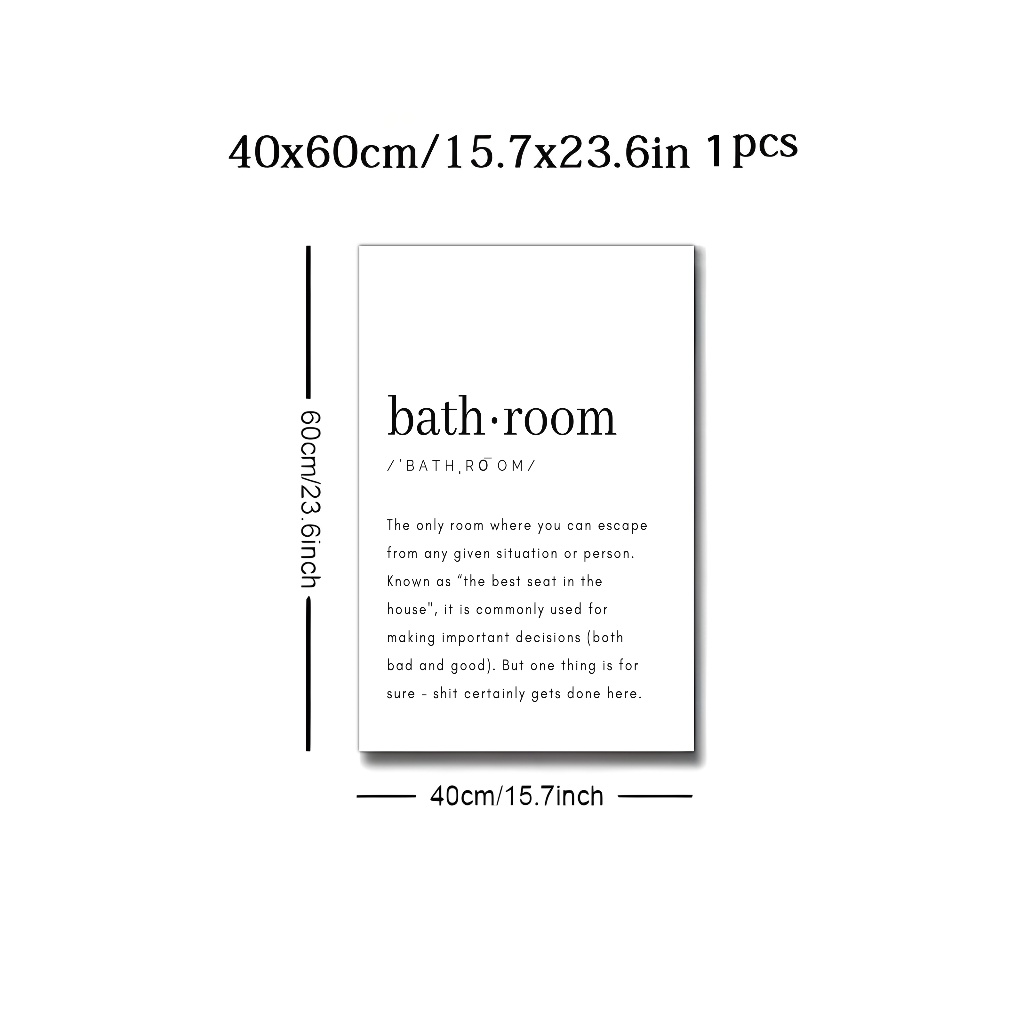 40x60cm/15.7x23.6in 1pcs
60cm/23.6inch
bath·room
/'BATH,RO͞OM/
The only room where you can escape
from any given situation or person.
Known as “the best seat in the
house", it is commonly used for
making important decisions (both
bad and good). But one thing is for
sure - shit certainly gets done here.
40cm/15.7inch